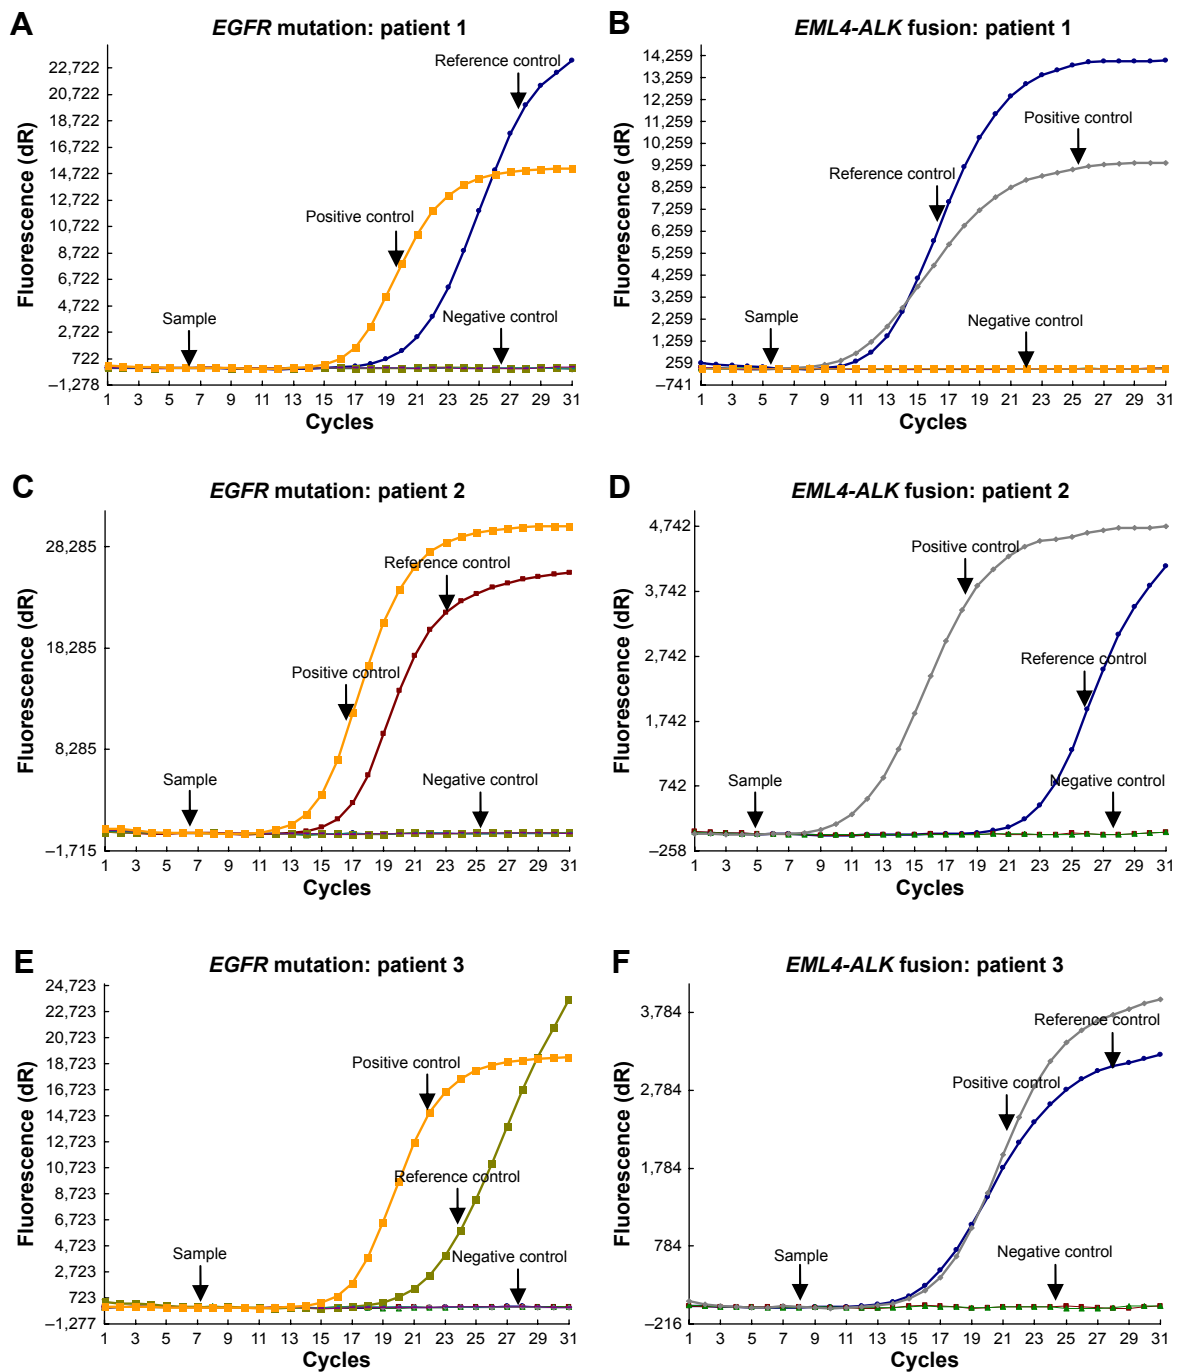 A
EGFR mutation: patient 1
Fluorescence (dR)
22,722
20,722
18,722
16,722
14,722
12,722
10,722
8,722
6,722
4,722
2,722
722
–1,278
Reference control
Positive control
Sample
Negative control
1 3 5 7 9 11 13 15 17 19 21 23 25 27 29 31
Cycles
B
EML4-ALK fusion: patient 1
Fluorescence (dR)
14,259
13,259
12,259
11,259
10,259
9,259
8,259
7,259
6,259
5,259
4,259
3,259
2,259
1,259
259
–741
Positive control
Reference control
Sample
Negative control
1 3 5 7 9 11 13 15 17 19 21 23 25 27 29 31
Cycles
C
EGFR mutation: patient 2
Fluorescence (dR)
28,285
18,285
8,285
–1,715
Reference control
Positive control
Sample
Negative control
1 3 5 7 9 11 13 15 17 19 21 23 25 27 29 31
Cycles
D
EML4-ALK fusion: patient 2
Fluorescence (dR)
4,742
3,742
2,742
1,742
742
–258
Positive control
Reference control
Sample
Negative control
1 3 5 7 9 11 13 15 17 19 21 23 25 27 29 31
Cycles
E
EGFR mutation: patient 3
Fluorescence (dR)
24,723
22,723
20,723
18,723
16,723
14,723
12,723
10,723
8,723
6,723
4,723
2,723
723
–1,277
Positive control
Reference control
Sample
Negative control
1 3 5 7 9 11 13 15 17 19 21 23 25 27 29 31
Cycles
F
EML4-ALK fusion: patient 3
Fluorescence (dR)
3,784
2,784
1,784
784
–216
Reference control
Positive control
Sample
Negative control
1 3 5 7 9 11 13 15 17 19 21 23 25 27 29 31
Cycles